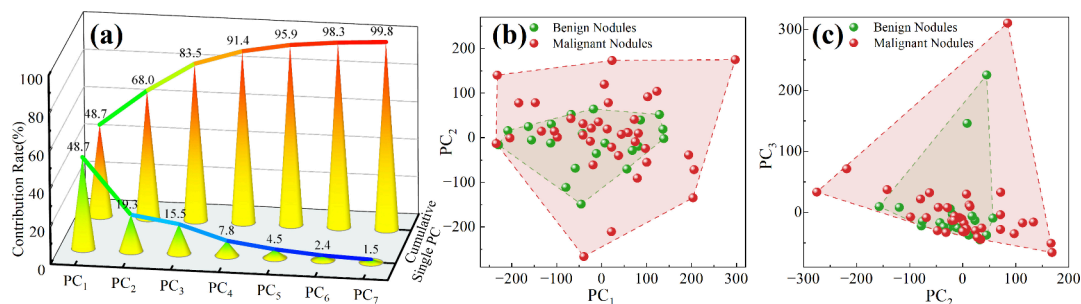 (a)
48.7
68.0
83.5
91.4
95.9
98.3
99.8
48.7
19.3
15.5
7.8
4.5
2.4
1.5
100
80
60
40
20
0
Contribution Rate(%)
PC1
PC2
PC3
PC4
PC5
PC6
PC7
Cumulative
Single PC
(b)
Benign Nodules
Malignant Nodules
200
100
0
−100
−200
PC2
−200
−100
0
100
200
300
PC1
(c)
Benign Nodules
Malignant Nodules
300
200
100
0
−100
PC3
−300
−200
−100
0
100
200
PC2